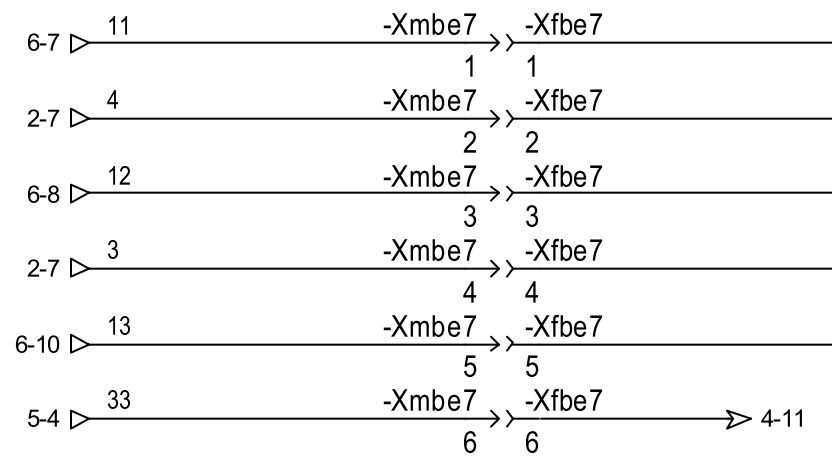 11 -Xmbe7 -Xfbe7
6-7
1 1
4 -Xmbe7 -Xfbe7
2-7
2 2
12 -Xmbe7 -Xfbe7
6-8
3 3
3 -Xmbe7 -Xfbe7
2-7
4 4
13 -Xmbe7 -Xfbe7
6-10
5 5
33 -Xmbe7 -Xfbe7
5-4 4-11
6 6